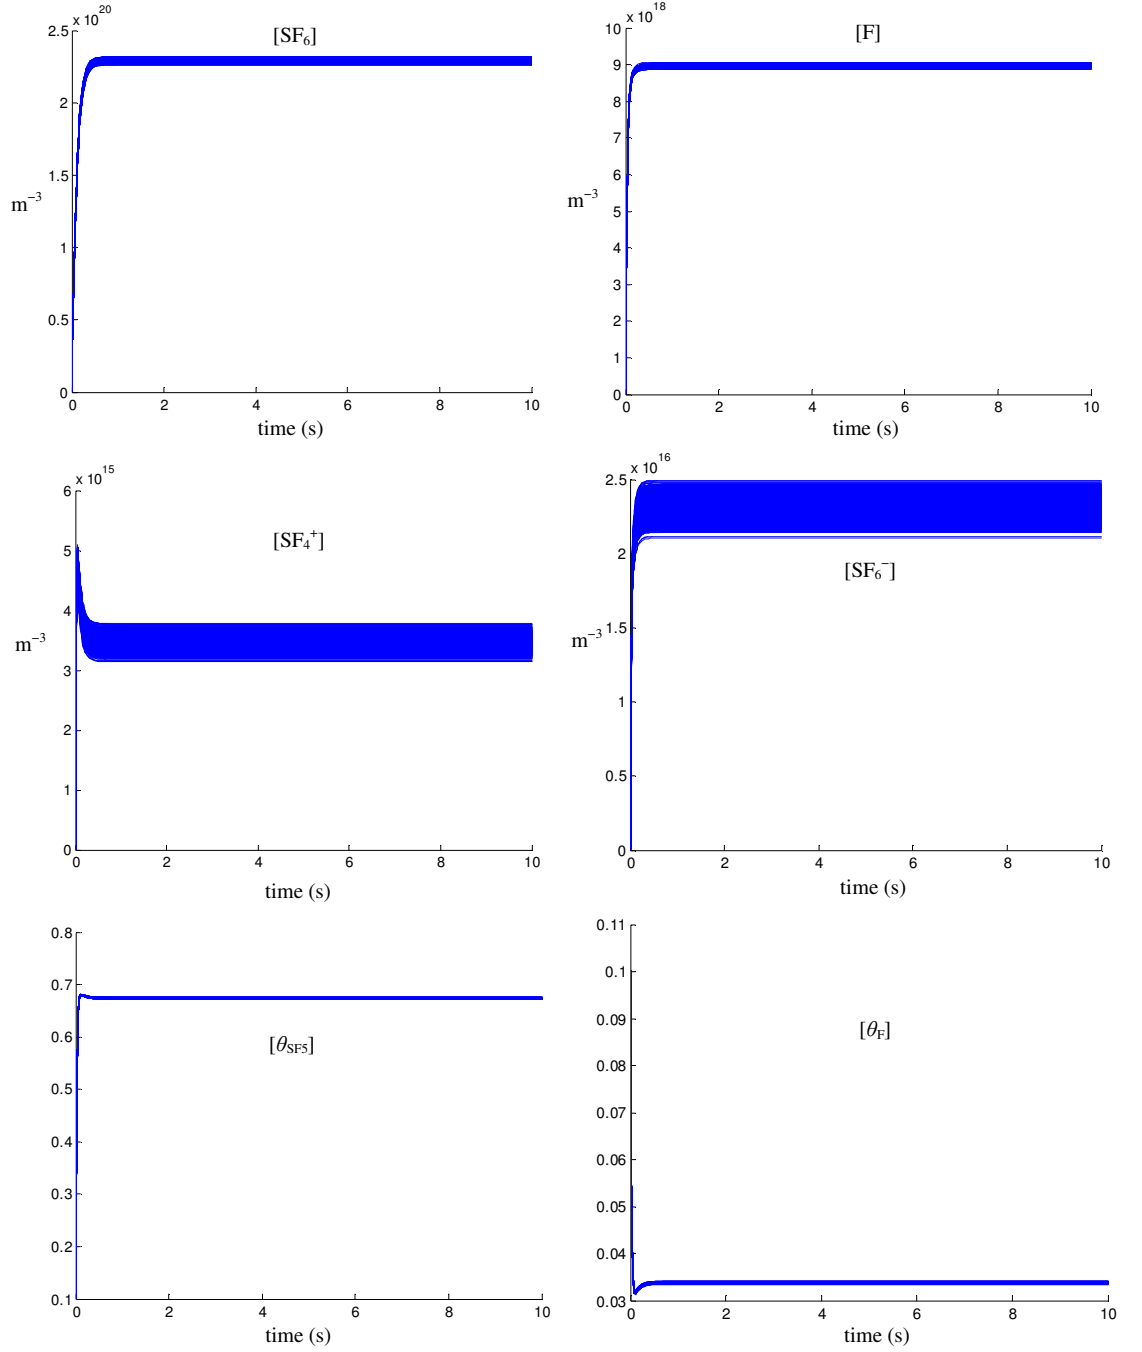 x 10^20
[SF6]
2.5
2
1.5
m−3
1
0.5
0
0 2 4 6 8 10
time (s)
x 10^18
[F]
10
9
8
7
6
m−3
5
4
3
2
1
0
0 2 4 6 8 10
time (s)
x 10^15
6
[SF4+]
5
4
m−3
3
2
1
0
0 2 4 6 8 10
time (s)
x 10^16
2.5
2
[SF6−]
m−3 1.5
1
0.5
0
0 2 4 6 8 10
time (s)
0.8
0.7
0.6
[θSF5]
0.5
0.4
0.3
0.2
0.1
0 2 4 6 8 10
time (s)
0.11
0.1
0.09
[θF]
0.08
0.07
0.06
0.05
0.04
0.03
0 2 4 6 8 10
time (s)